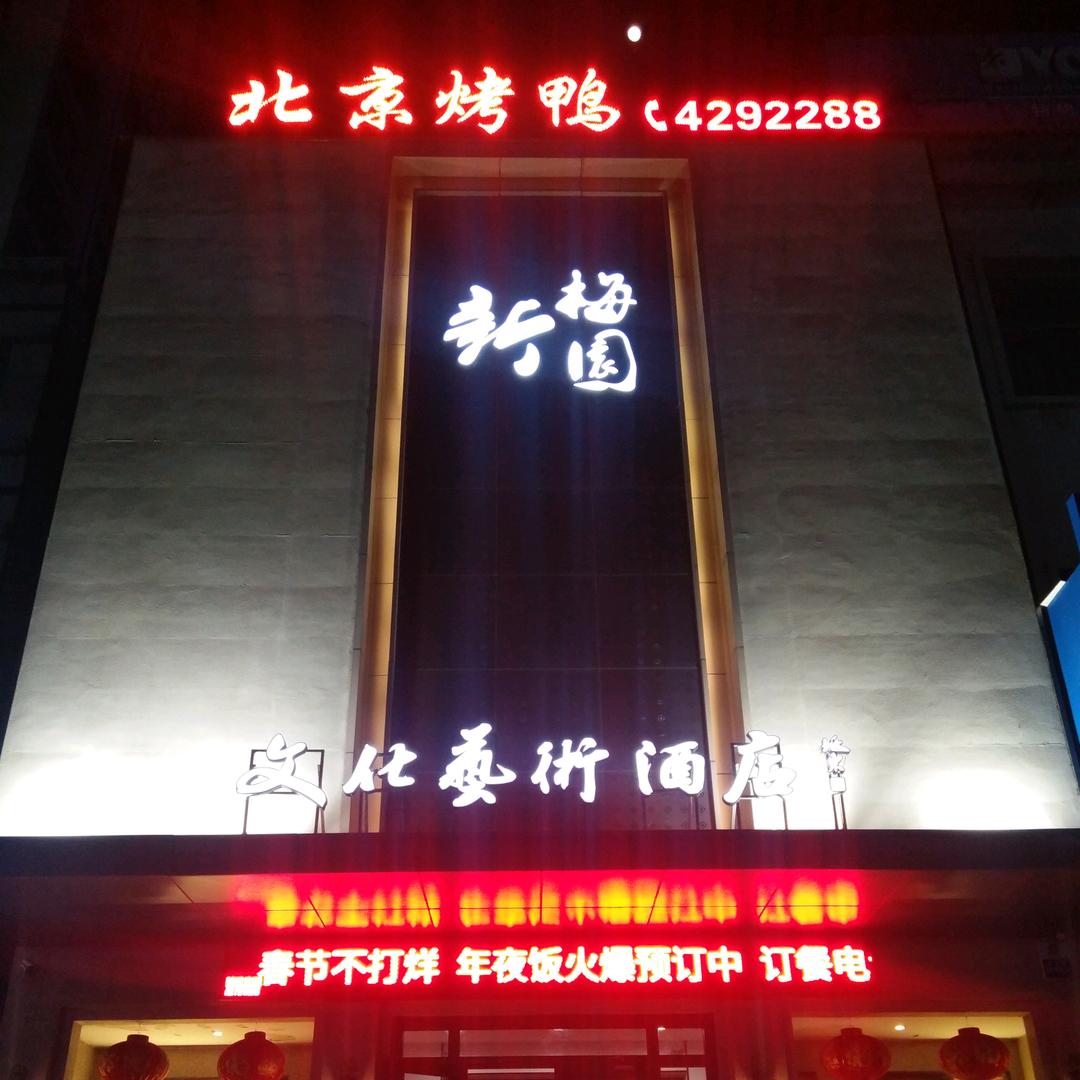 北京烤鸭 4292288
新梅園
文化藝術酒店
春节不打烊 年夜饭火爆预订中 订餐电